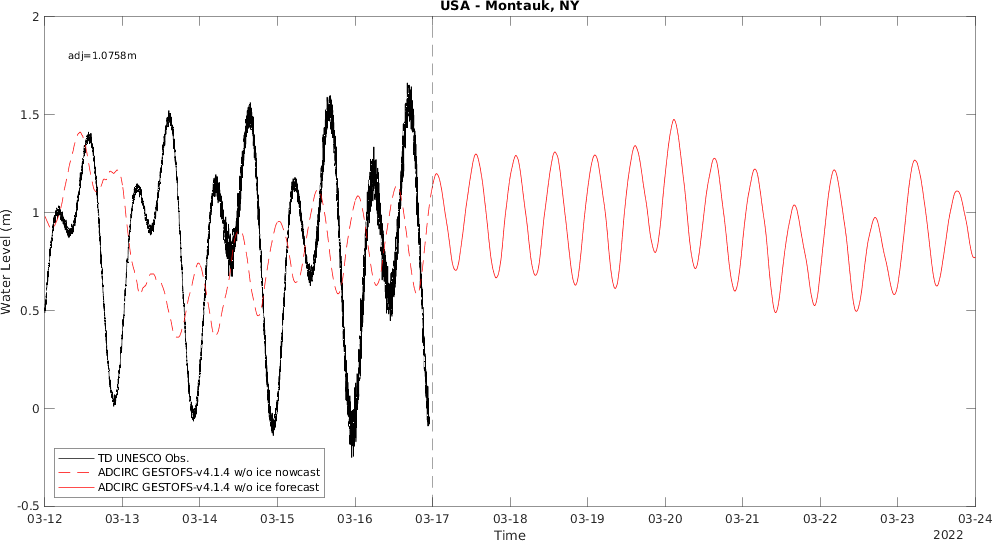 USA - Montauk, NY
adj=1.0758m
2
1.5
1
0.5
0
-0.5
Water Level (m)
TD UNESCO Obs.
ADCIRC GESTOFS-v4.1.4 w/o ice nowcast
ADCIRC GESTOFS-v4.1.4 w/o ice forecast
03-12 03-13 03-14 03-15 03-16 03-17 03-18 03-19 03-20 03-21 03-22 03-23 03-24
Time
2022